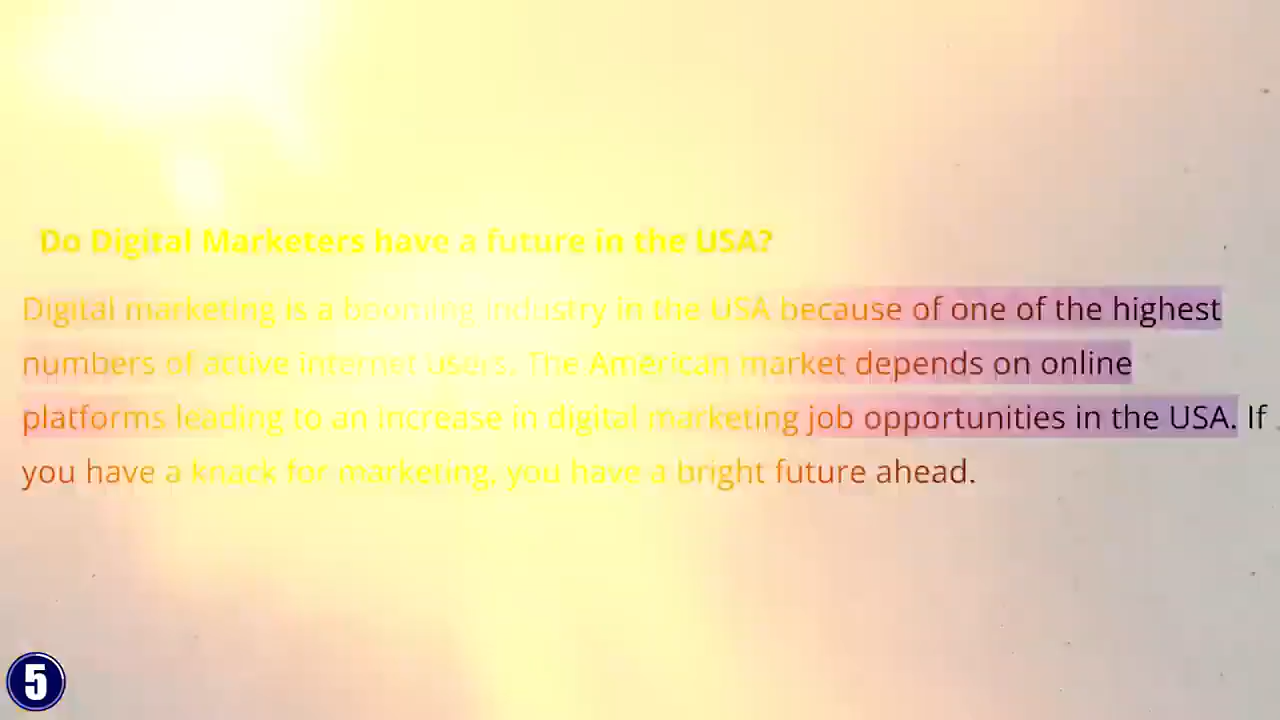 Do Digital Marketers have a future in the USA?
Digital marketing is a booming industry in the USA because of one of the highest
numbers of active internet users. The American market depends on online
platforms leading to an increase in digital marketing job opportunities in the USA. If
you have a knack for marketing, you have a bright future ahead.
5